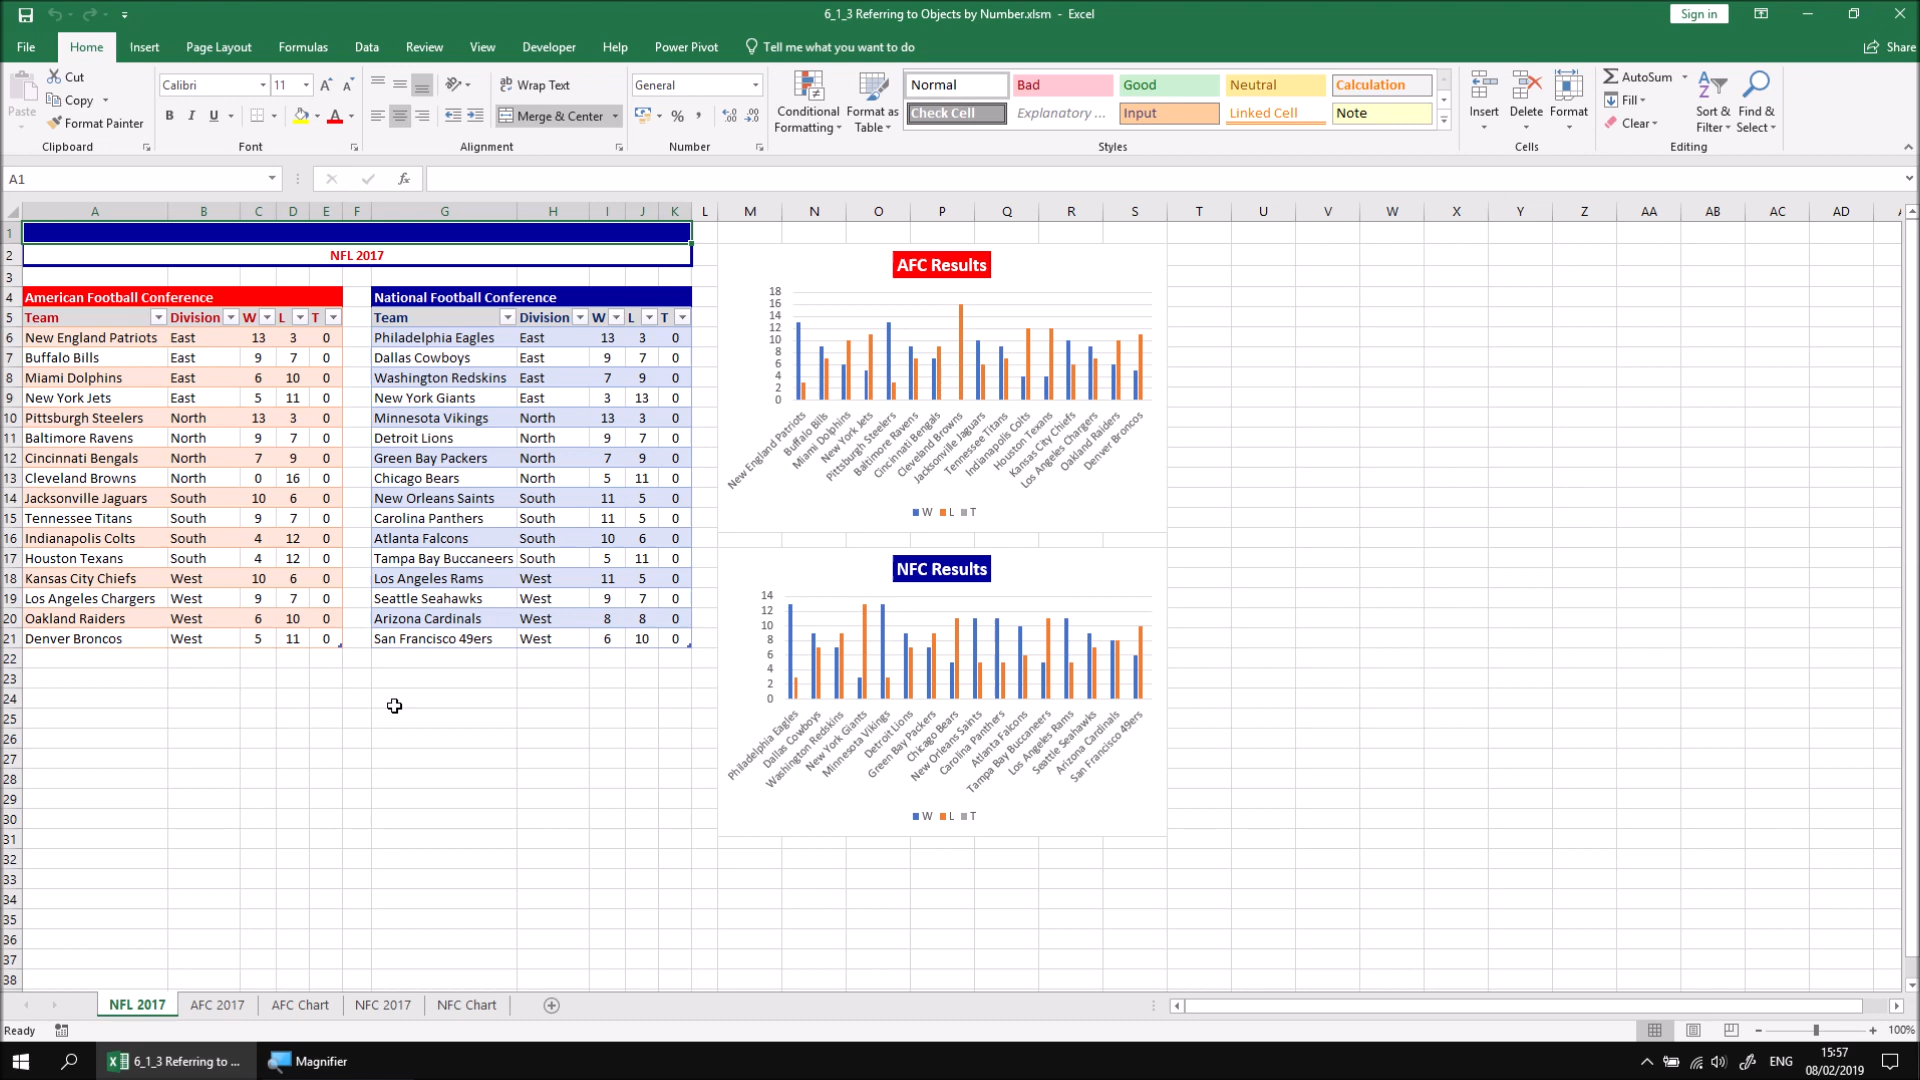 6_1_3 Referring to Objects by Number.xlsm - Excel
Sign in
File Home Insert Page Layout Formulas Data Review View Developer Help Power Pivot Tell me what you want to do Share
Paste Cut Copy Format Painter
Calibri 11
Wrap Text
Merge & Center
General
Conditional Formatting Format as Table
Normal Bad Good Neutral Calculation
Check Cell Explanatory ... Input Linked Cell Note
Insert Delete Format
AutoSum Fill Clear
Sort & Filter Find & Select
Clipboard Font Alignment Number Styles Cells Editing
A1
A B C D E F G H I J K L M N O P Q R S T U V W X Y Z AA AB AC AD
1
2 NFL 2017
3
4 American Football Conference National Football Conference
5 Team Division W L T Team Division W L T
6 New England Patriots East 13 3 0 Philadelphia Eagles East 13 3 0
7 Buffalo Bills East 9 7 0 Dallas Cowboys East 9 7 0
8 Miami Dolphins East 6 10 0 Washington Redskins East 7 9 0
9 New York Jets East 5 11 0 New York Giants East 3 13 0
10 Pittsburgh Steelers North 13 3 0 Minnesota Vikings North 13 3 0
11 Baltimore Ravens North 9 7 0 Detroit Lions North 9 7 0
12 Cincinnati Bengals North 7 9 0 Green Bay Packers North 7 9 0
13 Cleveland Browns North 0 16 0 Chicago Bears North 5 11 0
14 Jacksonville Jaguars South 10 6 0 New Orleans Saints South 11 5 0
15 Tennessee Titans South 9 7 0 Carolina Panthers South 11 5 0
16 Indianapolis Colts South 4 12 0 Atlanta Falcons South 10 6 0
17 Houston Texans South 4 12 0 Tampa Bay Buccaneers South 5 11 0
18 Kansas City Chiefs West 10 6 0 Los Angeles Rams West 11 5 0
19 Los Angeles Chargers West 9 7 0 Seattle Seahawks West 9 7 0
20 Oakland Raiders West 6 10 0 Arizona Cardinals West 8 8 0
21 Denver Broncos West 5 11 0 San Francisco 49ers West 6 10 0
22
23
24
25
26
27
28
29
30
31
32
33
34
35
36
37
38
AFC Results
18
16
14
12
10
8
6
4
2
0
New England Patriots
Buffalo Bills
Miami Dolphins
New York Jets
Pittsburgh Steelers
Baltimore Ravens
Cincinnati Bengals
Cleveland Browns
Jacksonville Jaguars
Tennessee Titans
Indianapolis Colts
Houston Texans
Kansas City Chiefs
Los Angeles Chargers
Oakland Raiders
Denver Broncos
W L T
NFC Results
14
12
10
8
6
4
2
0
Philadelphia Eagles
Dallas Cowboys
Washington Redskins
New York Giants
Minnesota Vikings
Detroit Lions
Green Bay Packers
Chicago Bears
New Orleans Saints
Carolina Panthers
Atlanta Falcons
Tampa Bay Buccaneers
Los Angeles Rams
Seattle Seahawks
Arizona Cardinals
San Francisco 49ers
W L T
NFL 2017 AFC 2017 AFC Chart NFC 2017 NFC Chart
Ready 100%
6_1_3 Referring to ... Magnifier ENG 15:57
08/02/2019